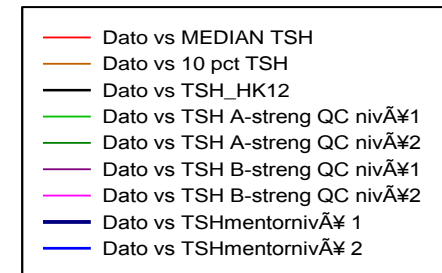 Dato vs MEDIAN TSH
Dato vs 10 pct TSH
Dato vs TSH_HK12
Dato vs TSH A-streng QC nivÃ¥1
Dato vs TSH A-streng QC nivÃ¥2
Dato vs TSH B-streng QC nivÃ¥1
Dato vs TSH B-streng QC nivÃ¥2
Dato vs TSHmentornivÃ¥ 1
Dato vs TSHmentornivÃ¥ 2